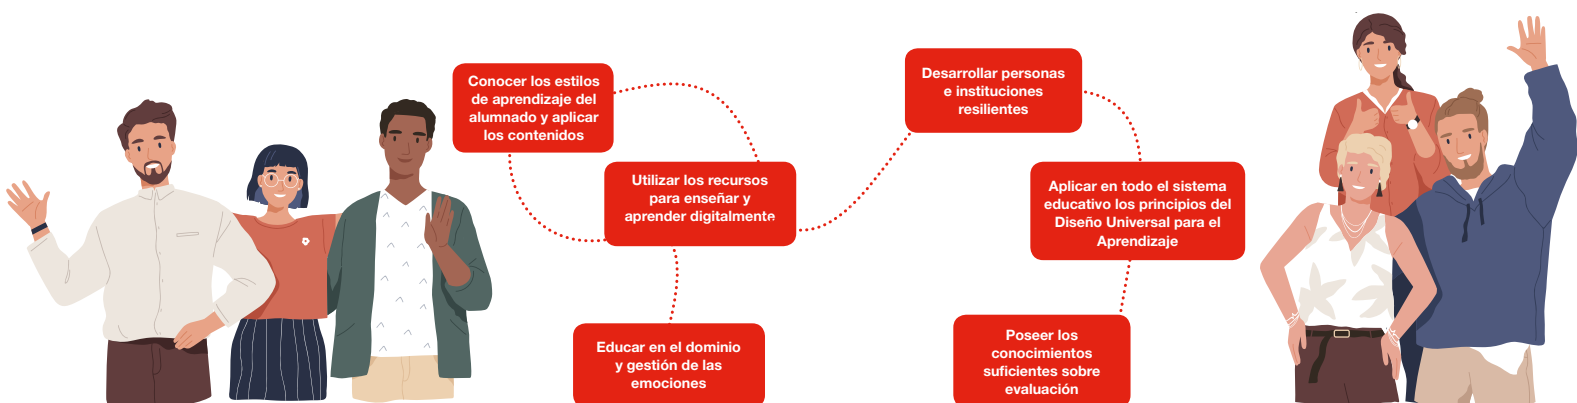 Conocer los estilos
de aprendizaje del
alumnado y aplicar
los contenidos
Utilizar los recursos
para enseñar y
aprender digitalmente
Educar en el dominio
y gestión de las
emociones
Desarrollar personas
e instituciones
resilientes
Aplicar en todo el sistema
educativo los principios del
Diseño Universal para el
Aprendizaje
Poseer los
conocimientos
suficientes sobre
evaluación